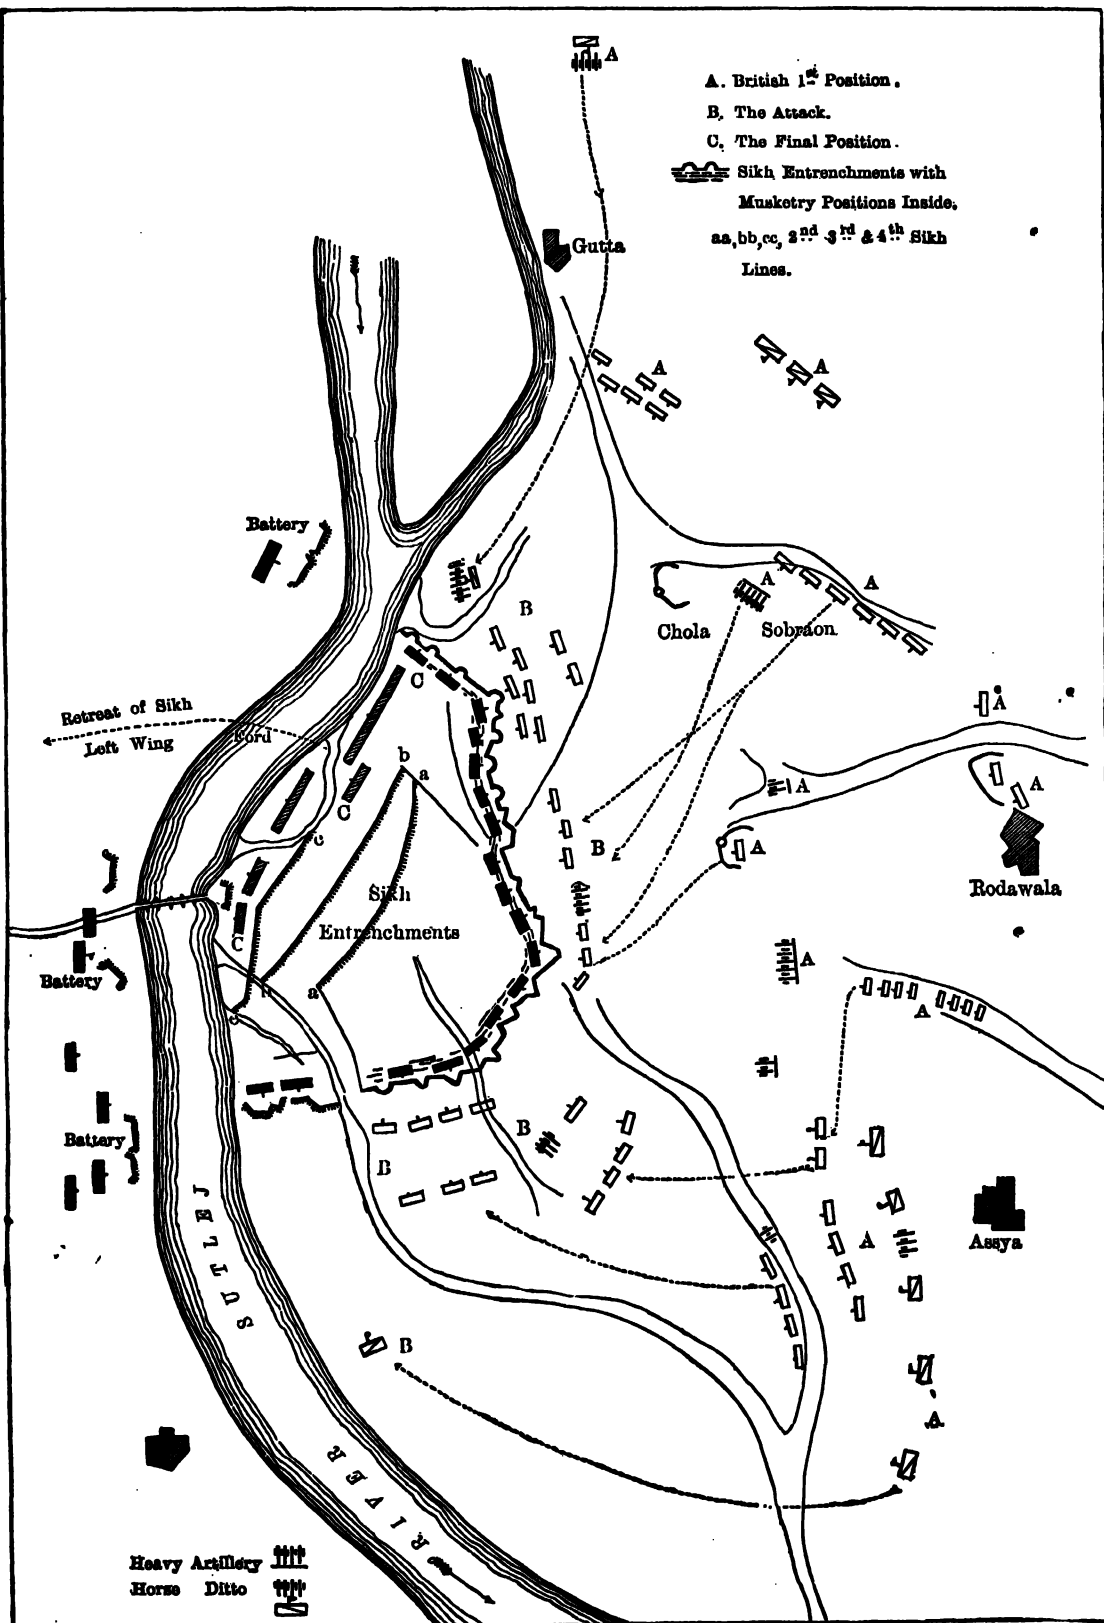 A
A. British 1st Position.
B. The Attack.
C. The Final Position.
Sikh Entrenchments with
Musketry Positions Inside.
aa, bb, cc, 2nd 3rd & 4th Sikh
Lines.
Gutta
A
A
Battery
B
A
A
Chola
Sobraon
C
Retreat of Sikh
Left Wing
Ford
A
b
a
C
A
A
c
B
A
Rodawala
Sikh
Entrenchments
C
A
Battery
a
c
A
B
Battery
B
A
Assya
SUTLEJ
B
A
RIVER
Heavy Artillery
Horse Ditto